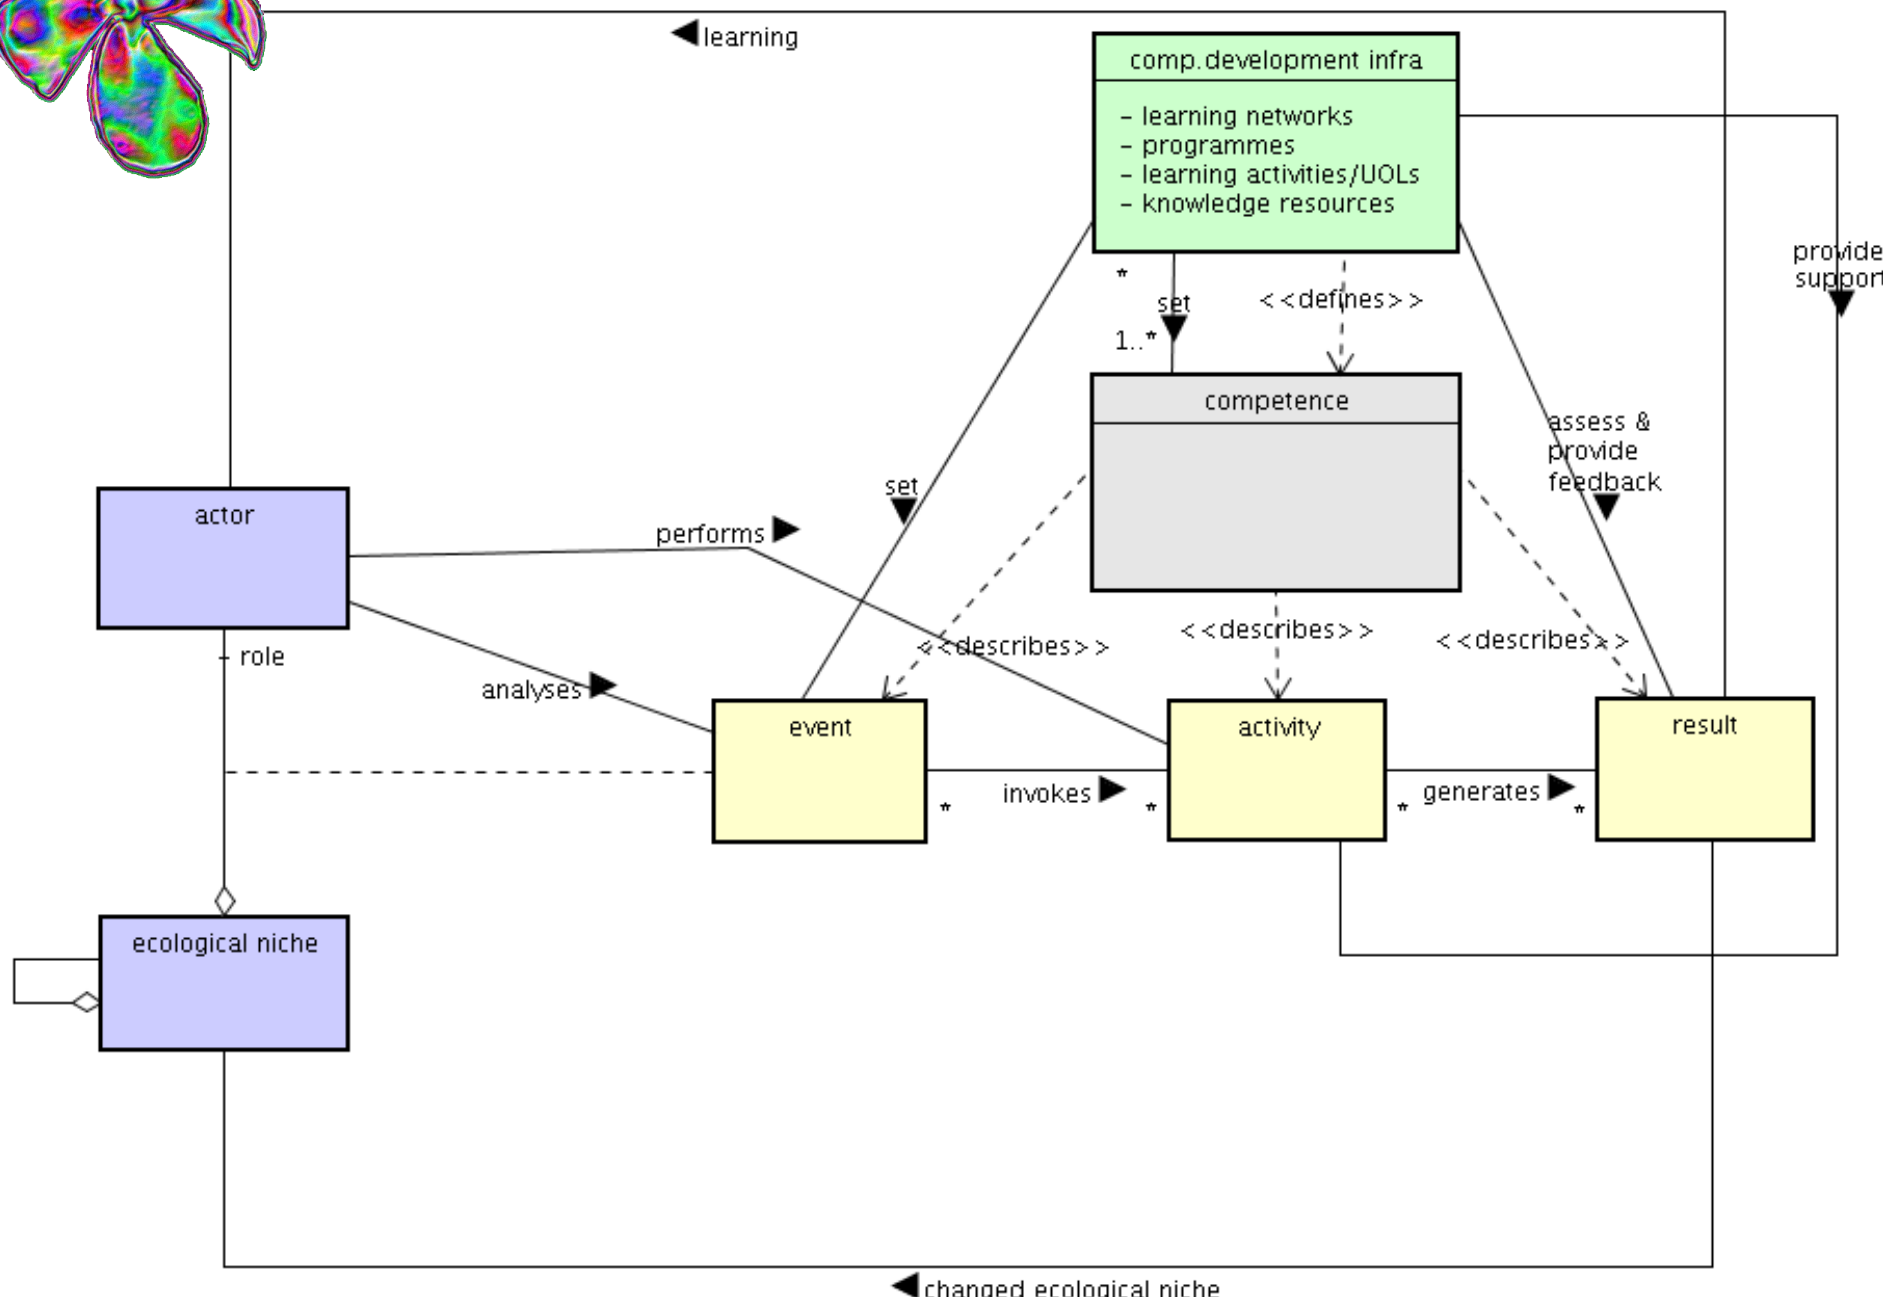 learning
comp.development infra
- learning networks
- programmes
- learning activities/UOLs
- knowledge resources
provide
support
*
set
<<defines>>
1..*
competence
assess &
provide
feedback
set
actor
performs
<<describes>>
<<describes>>
<<describes>>
role
analyses
event
activity
result
invokes
generates
*
*
*
*
ecological niche
changed ecological niche